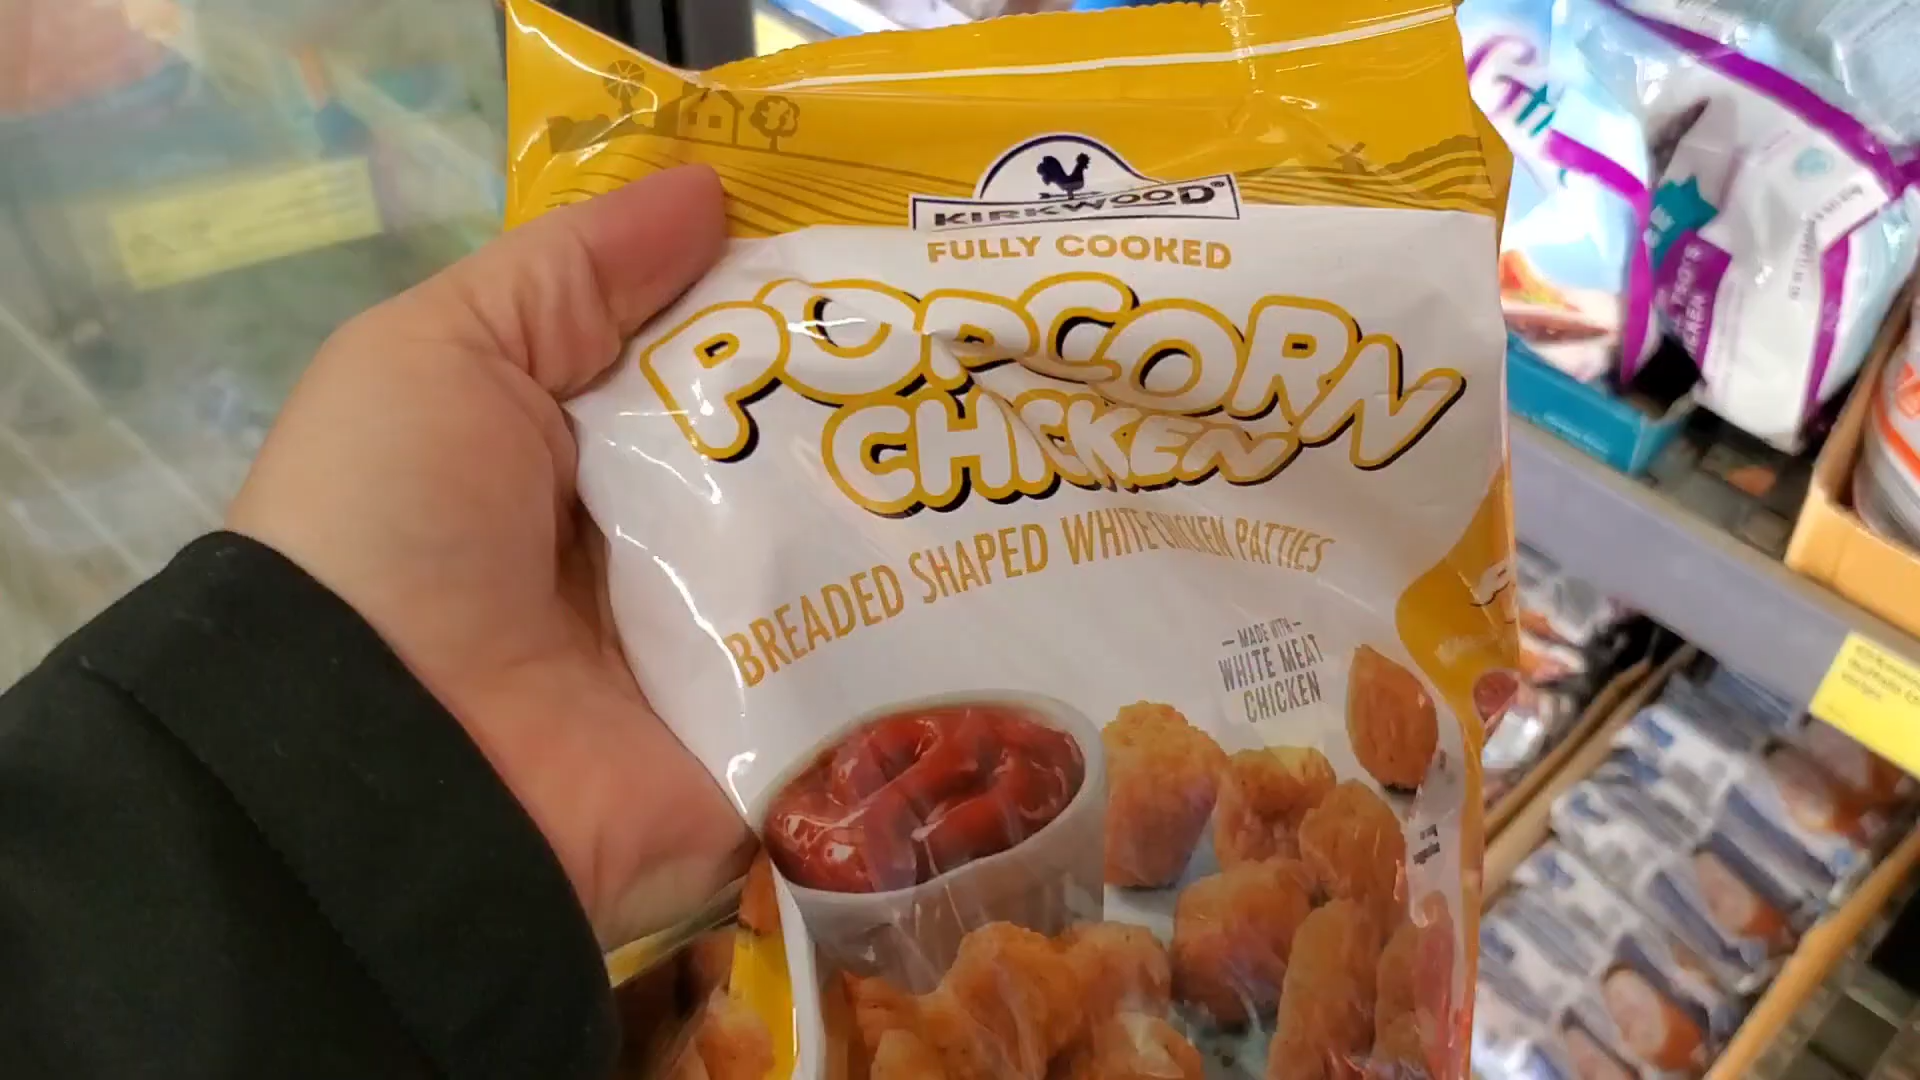 KIRKWOOD®
FULLY COOKED
POPCORN
CHICKEN
BREADED SHAPED WHITE CHICKEN PATTIES
— MADE WITH —
WHITE MEAT
CHICKEN